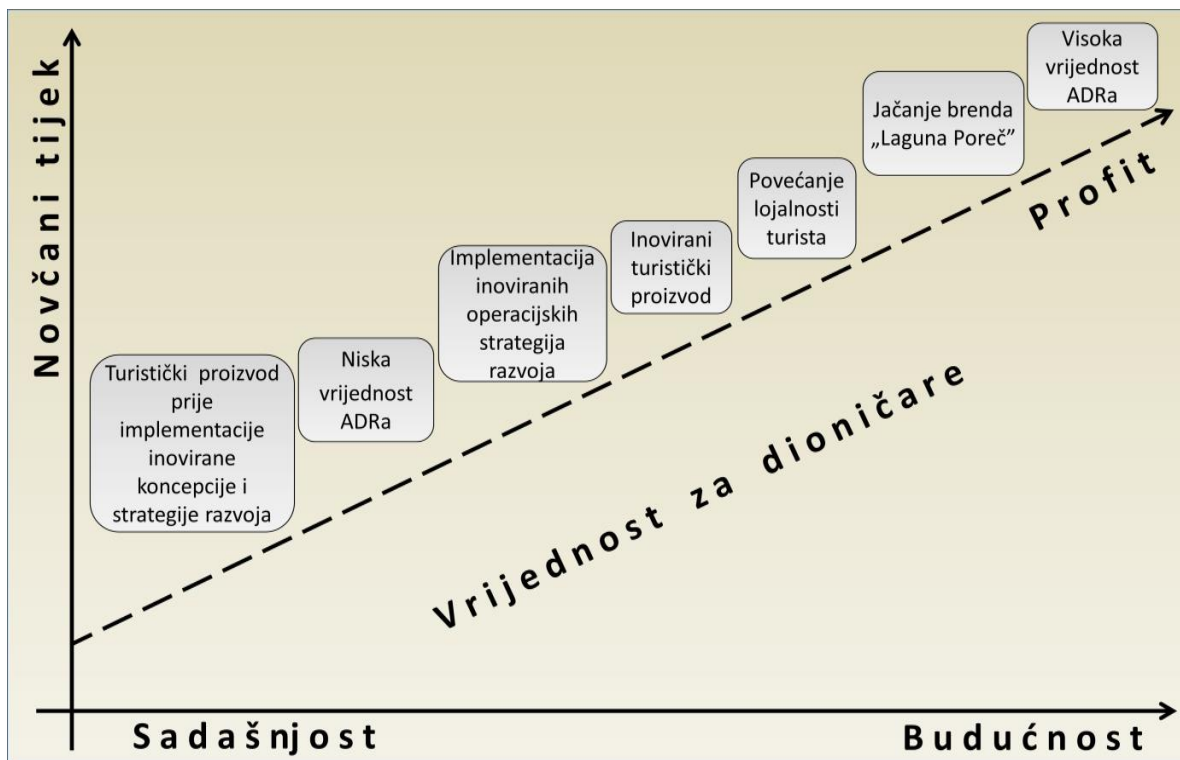 Novčani tijek
Turistički proizvod
prije
implementacije
inovirane
koncepcije i
strategije razvoja
Niska
vrijednost
ADRa
Implementacija
inoviranih
operacijskih
strategija
razvoja
Inovirani
turistički
proizvod
Povećanje
lojalnosti
turista
Jačanje brenda
„Laguna Poreč”
Visoka
vrijednost
ADRa
Profit
Vrijednost za dioničare
Sadašnjost
Budućnost